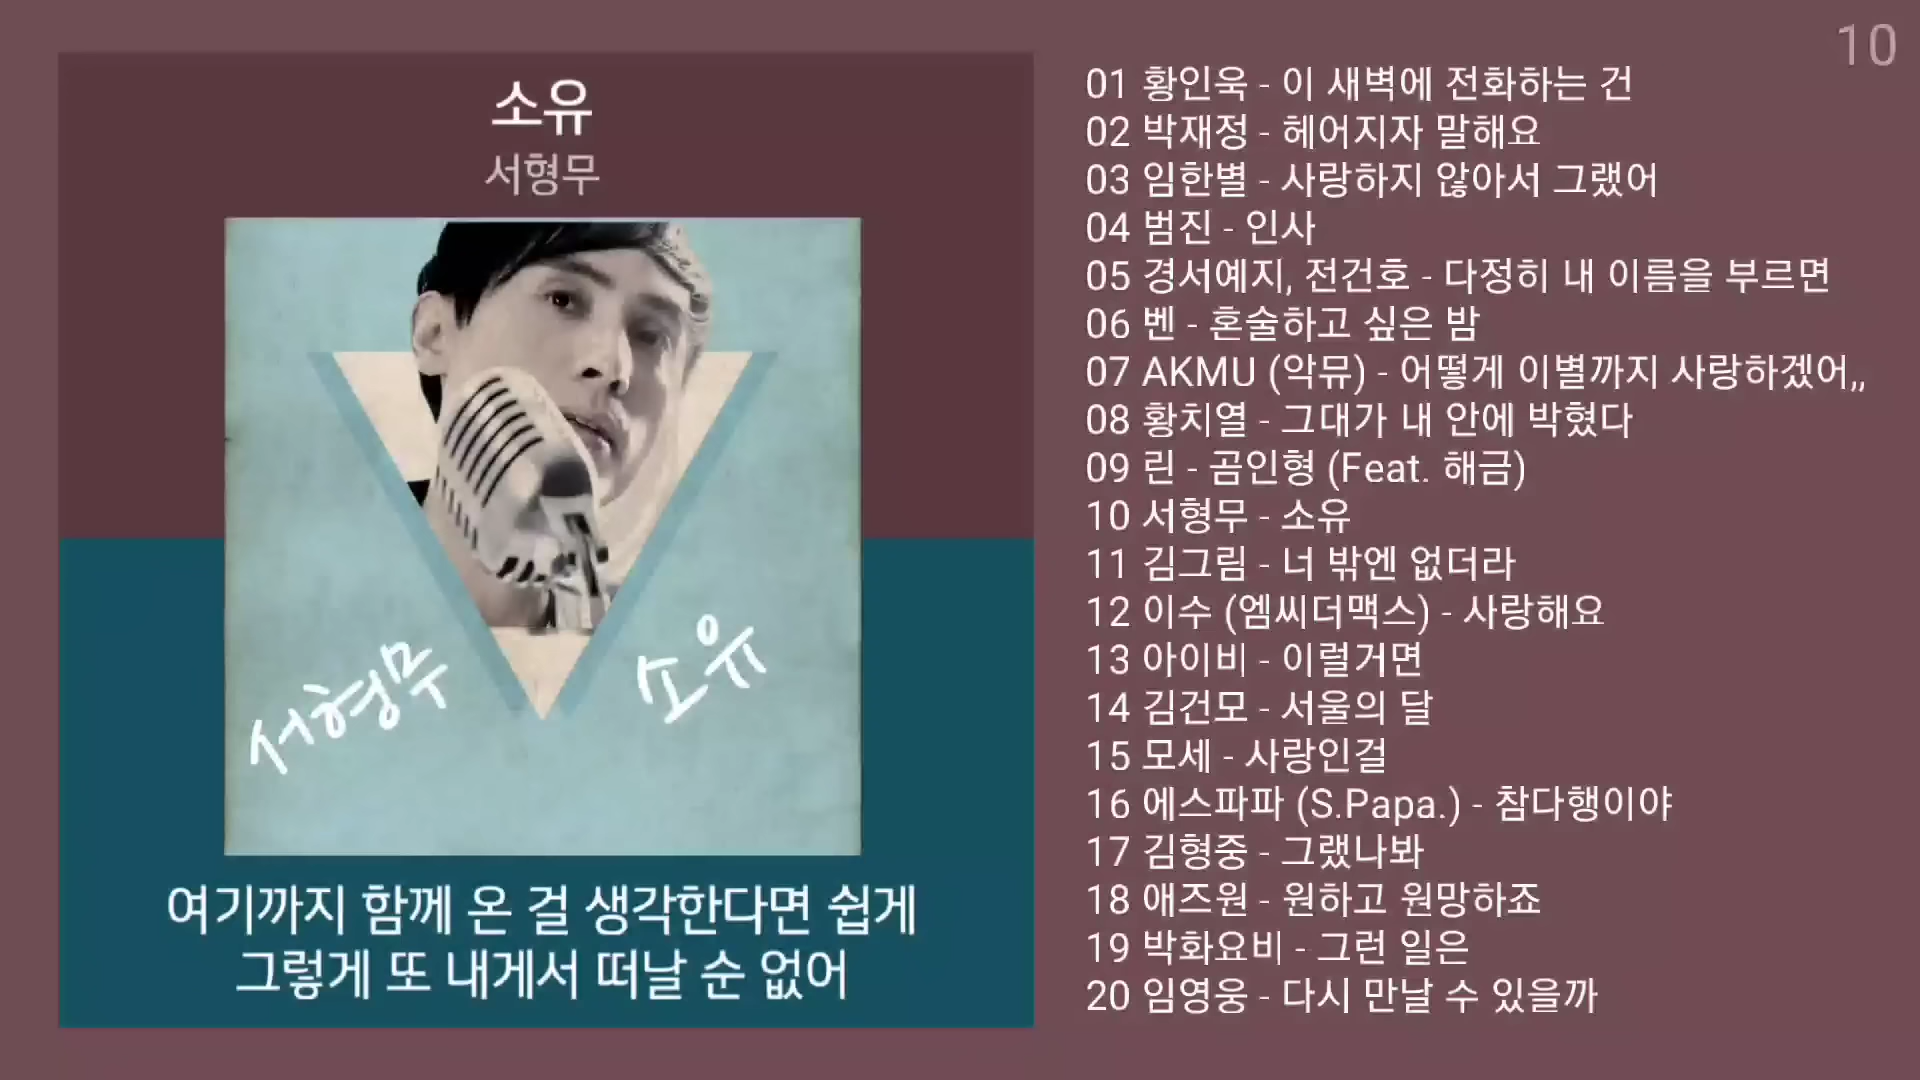 소유
서형무
서형무
소유
여기까지 함께 온 걸 생각한다면 쉽게
그렇게 또 내게서 떠날 순 없어
10
01 황인욱 - 이 새벽에 전화하는 건
02 박재정 - 헤어지자 말해요
03 임한별 - 사랑하지 않아서 그랬어
04 범진 - 인사
05 경서예지, 전건호 - 다정히 내 이름을 부르면
06 벤 - 혼술하고 싶은 밤
07 AKMU (악뮤) - 어떻게 이별까지 사랑하겠어,,
08 황치열 - 그대가 내 안에 박혔다
09 린 - 곰인형 (Feat. 해금)
10 서형무 - 소유
11 김그림 - 너 밖엔 없더라
12 이수 (엠씨더맥스) - 사랑해요
13 아이비 - 이럴거면
14 김건모 - 서울의 달
15 모세 - 사랑인걸
16 에스파파 (S.Papa.) - 참다행이야
17 김형중 - 그랬나봐
18 애즈원 - 원하고 원망하죠
19 박화요비 - 그런 일은
20 임영웅 - 다시 만날 수 있을까